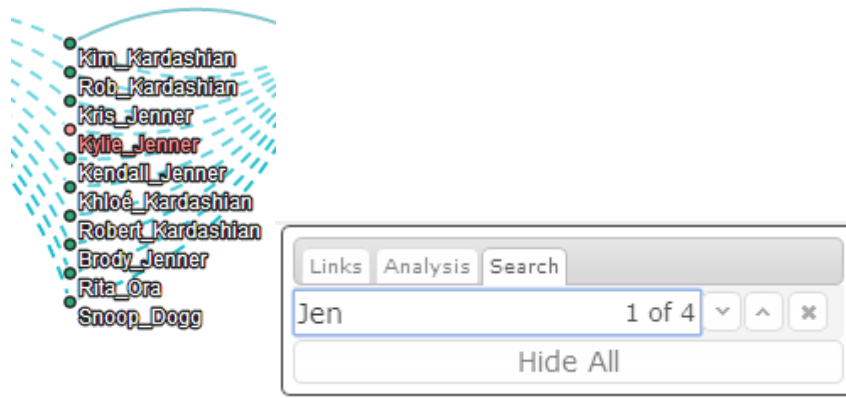 Kim_Kardashian
Rob_Kardashian
Kris_Jenner
Kylie_Jenner
Kendall_Jenner
Khloé_Kardashian
Robert_Kardashian
Brody_Jenner
Rita_Ora
Snoop_Dogg
Links Analysis Search
Jen 1 of 4
Hide All